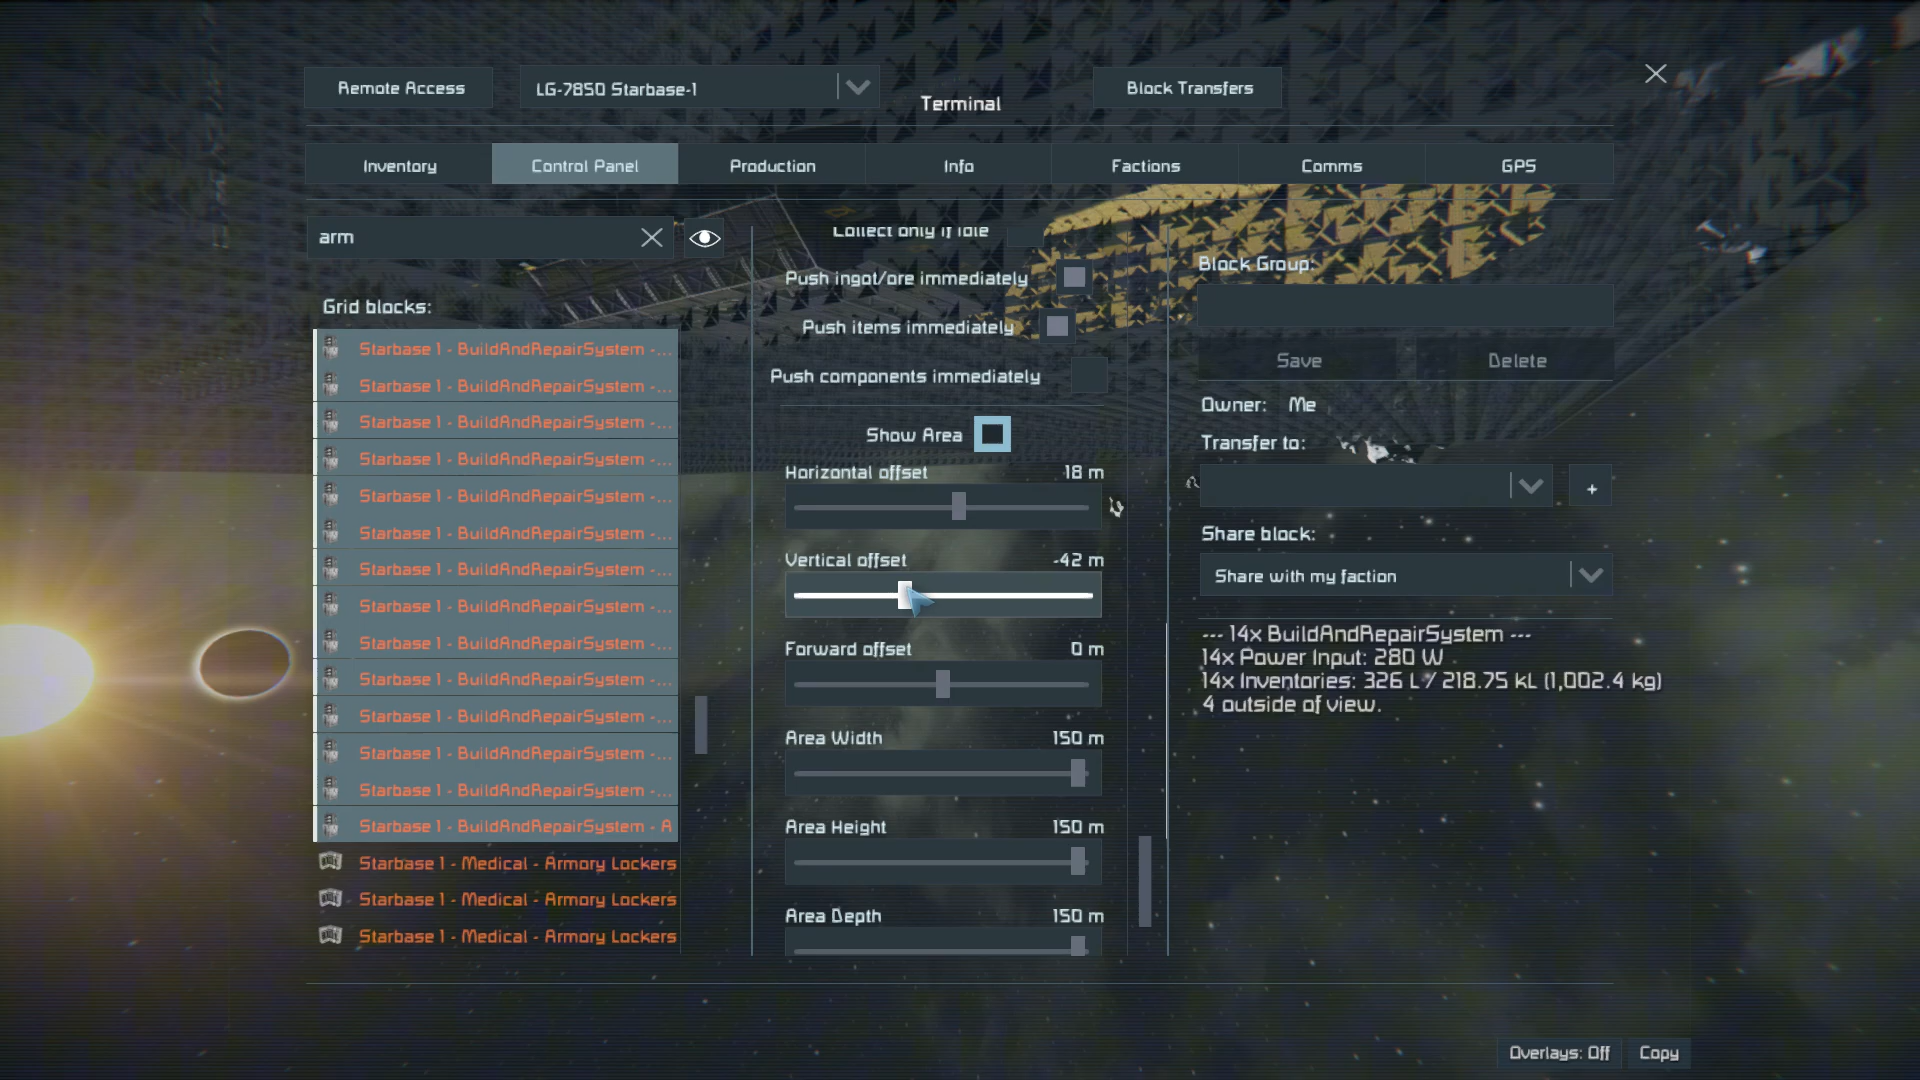 Remote Access
LG-7850 Starbase-1
Terminal
Block Transfers
Inventory
Control Panel
Production
Info
Factions
Comms
GPS
arm
Grid blocks:
Starbase 1 - BuildAndRepairSystem -...
Starbase 1 - BuildAndRepairSystem -...
Starbase 1 - BuildAndRepairSystem -...
Starbase 1 - BuildAndRepairSystem -...
Starbase 1 - BuildAndRepairSystem -...
Starbase 1 - BuildAndRepairSystem -...
Starbase 1 - BuildAndRepairSystem -...
Starbase 1 - BuildAndRepairSystem -...
Starbase 1 - BuildAndRepairSystem -...
Starbase 1 - BuildAndRepairSystem -...
Starbase 1 - BuildAndRepairSystem -...
Starbase 1 - BuildAndRepairSystem -...
Starbase 1 - BuildAndRepairSystem -...
Starbase 1 - BuildAndRepairSystem - A
Starbase 1 - Medical - Armory Lockers
Starbase 1 - Medical - Armory Lockers
Starbase 1 - Medical - Armory Lockers
Collect only if idle
Push ingot/ore immediately
Push items immediately
Push components immediately
Show Area
Horizontal offset 18 m
Vertical offset -42 m
Forward offset 0 m
Area Width 150 m
Area Height 150 m
Area Depth 150 m
Block Group:
Save
Delete
Owner: Me
Transfer to:
+
Share block:
Share with my faction
--- 14x BuildAndRepairSystem ---
14x Power Input: 280 W
14x Inventories: 326 L / 218.75 kL (1,002.4 kg)
4 outside of view.
Overlays: Off
Copy